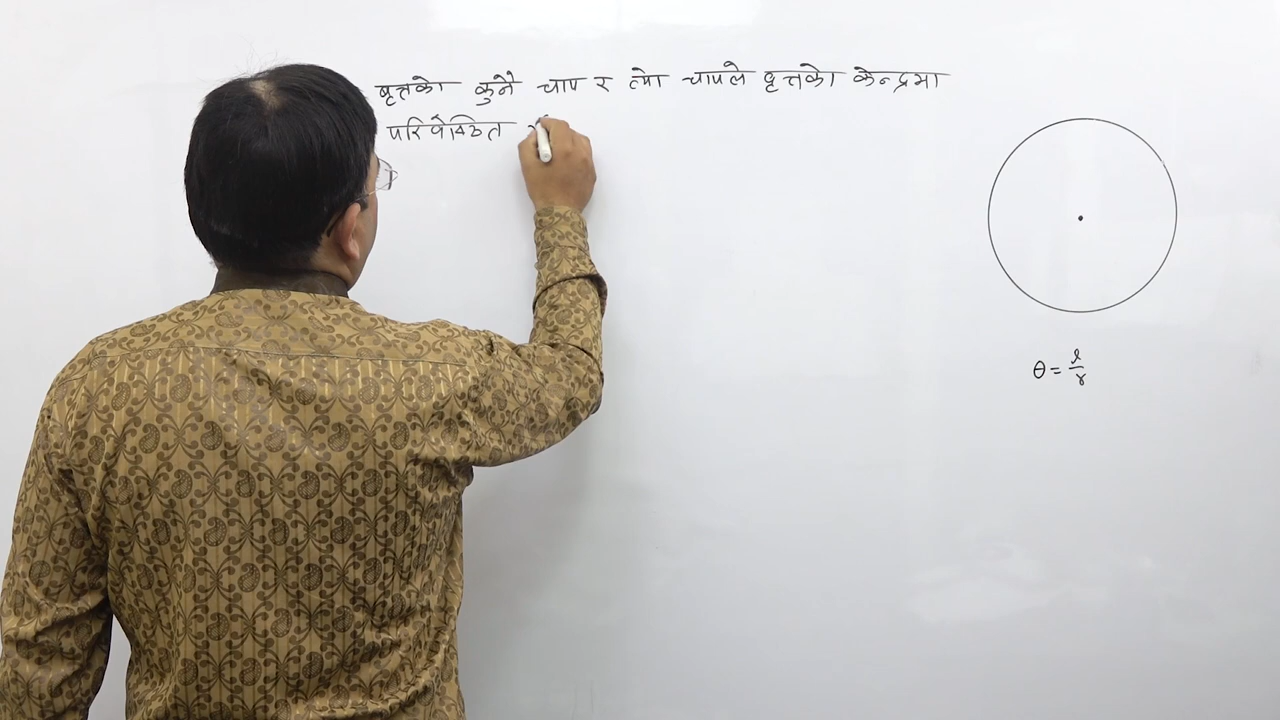 बृत्तको कुनै चाप र त्यो चापले वृत्तको केन्द्रमा
परिपेच्छित
θ = l/r